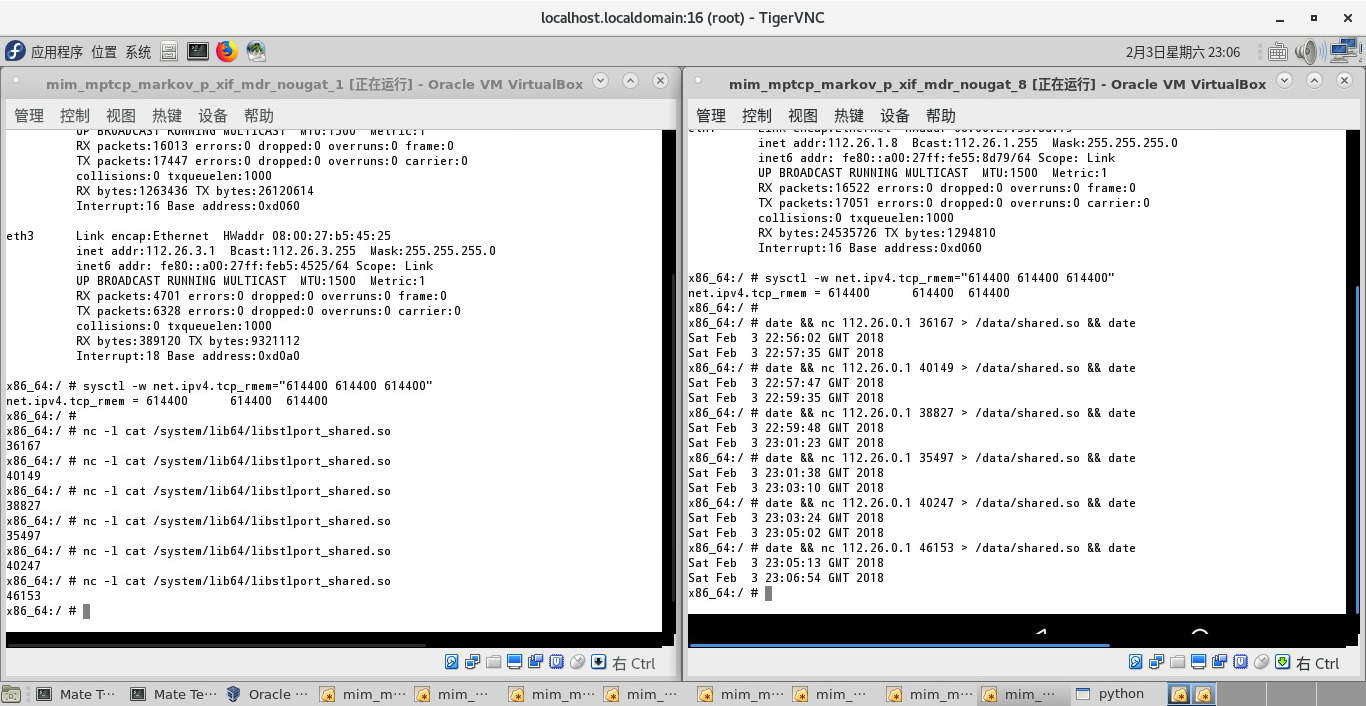 localhost.localdomain:16 (root) - TigerVNC
应用程序 位置 系统
2月3日星期六 23:06
mim_mptcp_markov_p_xif_mdr_nougat_1 [正在运行] - Oracle VM VirtualBox
管理 控制 视图 热键 设备 帮助
UP BROADCAST RUNNING MULTICAST  MTU:1500  Metric:1
RX packets:16013 errors:0 dropped:0 overruns:0 frame:0
TX packets:17447 errors:0 dropped:0 overruns:0 carrier:0
collisions:0 txqueuelen:1000
RX bytes:1263436 TX bytes:26120614
Interrupt:16 Base address:0xd060
eth3      Link encap:Ethernet  HWaddr 08:00:27:b5:45:25
inet addr:112.26.3.1  Bcast:112.26.3.255  Mask:255.255.255.0
inet6 addr: fe80::a00:27ff:feb5:4525/64 Scope: Link
UP BROADCAST RUNNING MULTICAST  MTU:1500  Metric:1
RX packets:4701 errors:0 dropped:0 overruns:0 frame:0
TX packets:6328 errors:0 dropped:0 overruns:0 carrier:0
collisions:0 txqueuelen:1000
RX bytes:389120 TX bytes:9321112
Interrupt:18 Base address:0xd0a0
x86_64:/ # sysctl -w net.ipv4.tcp_rmem="614400 614400 614400"
net.ipv4.tcp_rmem = 614400      614400  614400
x86_64:/ #
x86_64:/ # nc -l cat /system/lib64/libstlport_shared.so
36167
x86_64:/ # nc -l cat /system/lib64/libstlport_shared.so
40149
x86_64:/ # nc -l cat /system/lib64/libstlport_shared.so
38827
x86_64:/ # nc -l cat /system/lib64/libstlport_shared.so
35497
x86_64:/ # nc -l cat /system/lib64/libstlport_shared.so
40247
x86_64:/ # nc -l cat /system/lib64/libstlport_shared.so
46153
x86_64:/ #
右 Ctrl
mim_mptcp_markov_p_xif_mdr_nougat_8 [正在运行] - Oracle VM VirtualBox
管理 控制 视图 热键 设备 帮助
inet addr:112.26.1.8  Bcast:112.26.1.255  Mask:255.255.255.0
inet6 addr: fe80::a00:27ff:fe55:8d79/64 Scope: Link
UP BROADCAST RUNNING MULTICAST  MTU:1500  Metric:1
RX packets:16522 errors:0 dropped:0 overruns:0 frame:0
TX packets:17051 errors:0 dropped:0 overruns:0 carrier:0
collisions:0 txqueuelen:1000
RX bytes:24535726 TX bytes:1294810
Interrupt:16 Base address:0xd060
x86_64:/ # sysctl -w net.ipv4.tcp_rmem="614400 614400 614400"
net.ipv4.tcp_rmem = 614400      614400  614400
x86_64:/ #
x86_64:/ # date && nc 112.26.0.1 36167 > /data/shared.so && date
Sat Feb  3 22:56:02 GMT 2018
Sat Feb  3 22:57:35 GMT 2018
x86_64:/ # date && nc 112.26.0.1 40149 > /data/shared.so && date
Sat Feb  3 22:57:47 GMT 2018
Sat Feb  3 22:59:35 GMT 2018
x86_64:/ # date && nc 112.26.0.1 38827 > /data/shared.so && date
Sat Feb  3 22:59:48 GMT 2018
Sat Feb  3 23:01:23 GMT 2018
x86_64:/ # date && nc 112.26.0.1 35497 > /data/shared.so && date
Sat Feb  3 23:01:38 GMT 2018
Sat Feb  3 23:03:10 GMT 2018
x86_64:/ # date && nc 112.26.0.1 40247 > /data/shared.so && date
Sat Feb  3 23:03:24 GMT 2018
Sat Feb  3 23:05:02 GMT 2018
x86_64:/ # date && nc 112.26.0.1 46153 > /data/shared.so && date
Sat Feb  3 23:05:13 GMT 2018
Sat Feb  3 23:06:54 GMT 2018
x86_64:/ #
右 Ctrl
Mate T··· Mate Te··· Oracle ··· mim_m··· mim_··· mim_m··· mim_··· mim_m··· mim_··· mim_m··· mim_··· python